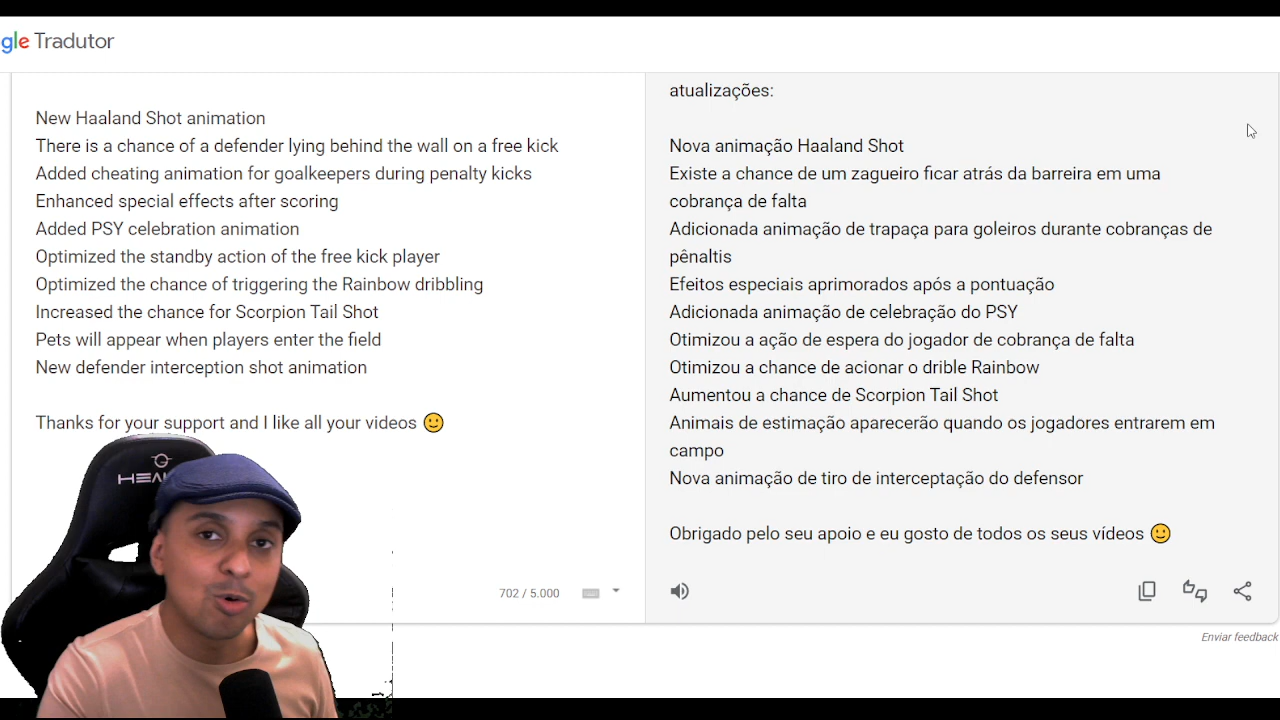 gle Tradutor
New Haaland Shot animation
There is a chance of a defender lying behind the wall on a free kick
Added cheating animation for goalkeepers during penalty kicks
Enhanced special effects after scoring
Added PSY celebration animation
Optimized the standby action of the free kick player
Optimized the chance of triggering the Rainbow dribbling
Increased the chance for Scorpion Tail Shot
Pets will appear when players enter the field
New defender interception shot animation
Thanks for your support and I like all your videos 🙂
702 / 5.000
atualizações:
Nova animação Haaland Shot
Existe a chance de um zagueiro ficar atrás da barreira em uma
cobrança de falta
Adicionada animação de trapaça para goleiros durante cobranças de
pênaltis
Efeitos especiais aprimorados após a pontuação
Adicionada animação de celebração do PSY
Otimizou a ação de espera do jogador de cobrança de falta
Otimizou a chance de acionar o drible Rainbow
Aumentou a chance de Scorpion Tail Shot
Animais de estimação aparecerão quando os jogadores entrarem em
campo
Nova animação de tiro de interceptação do defensor
Obrigado pelo seu apoio e eu gosto de todos os seus vídeos 🙂
Enviar feedback